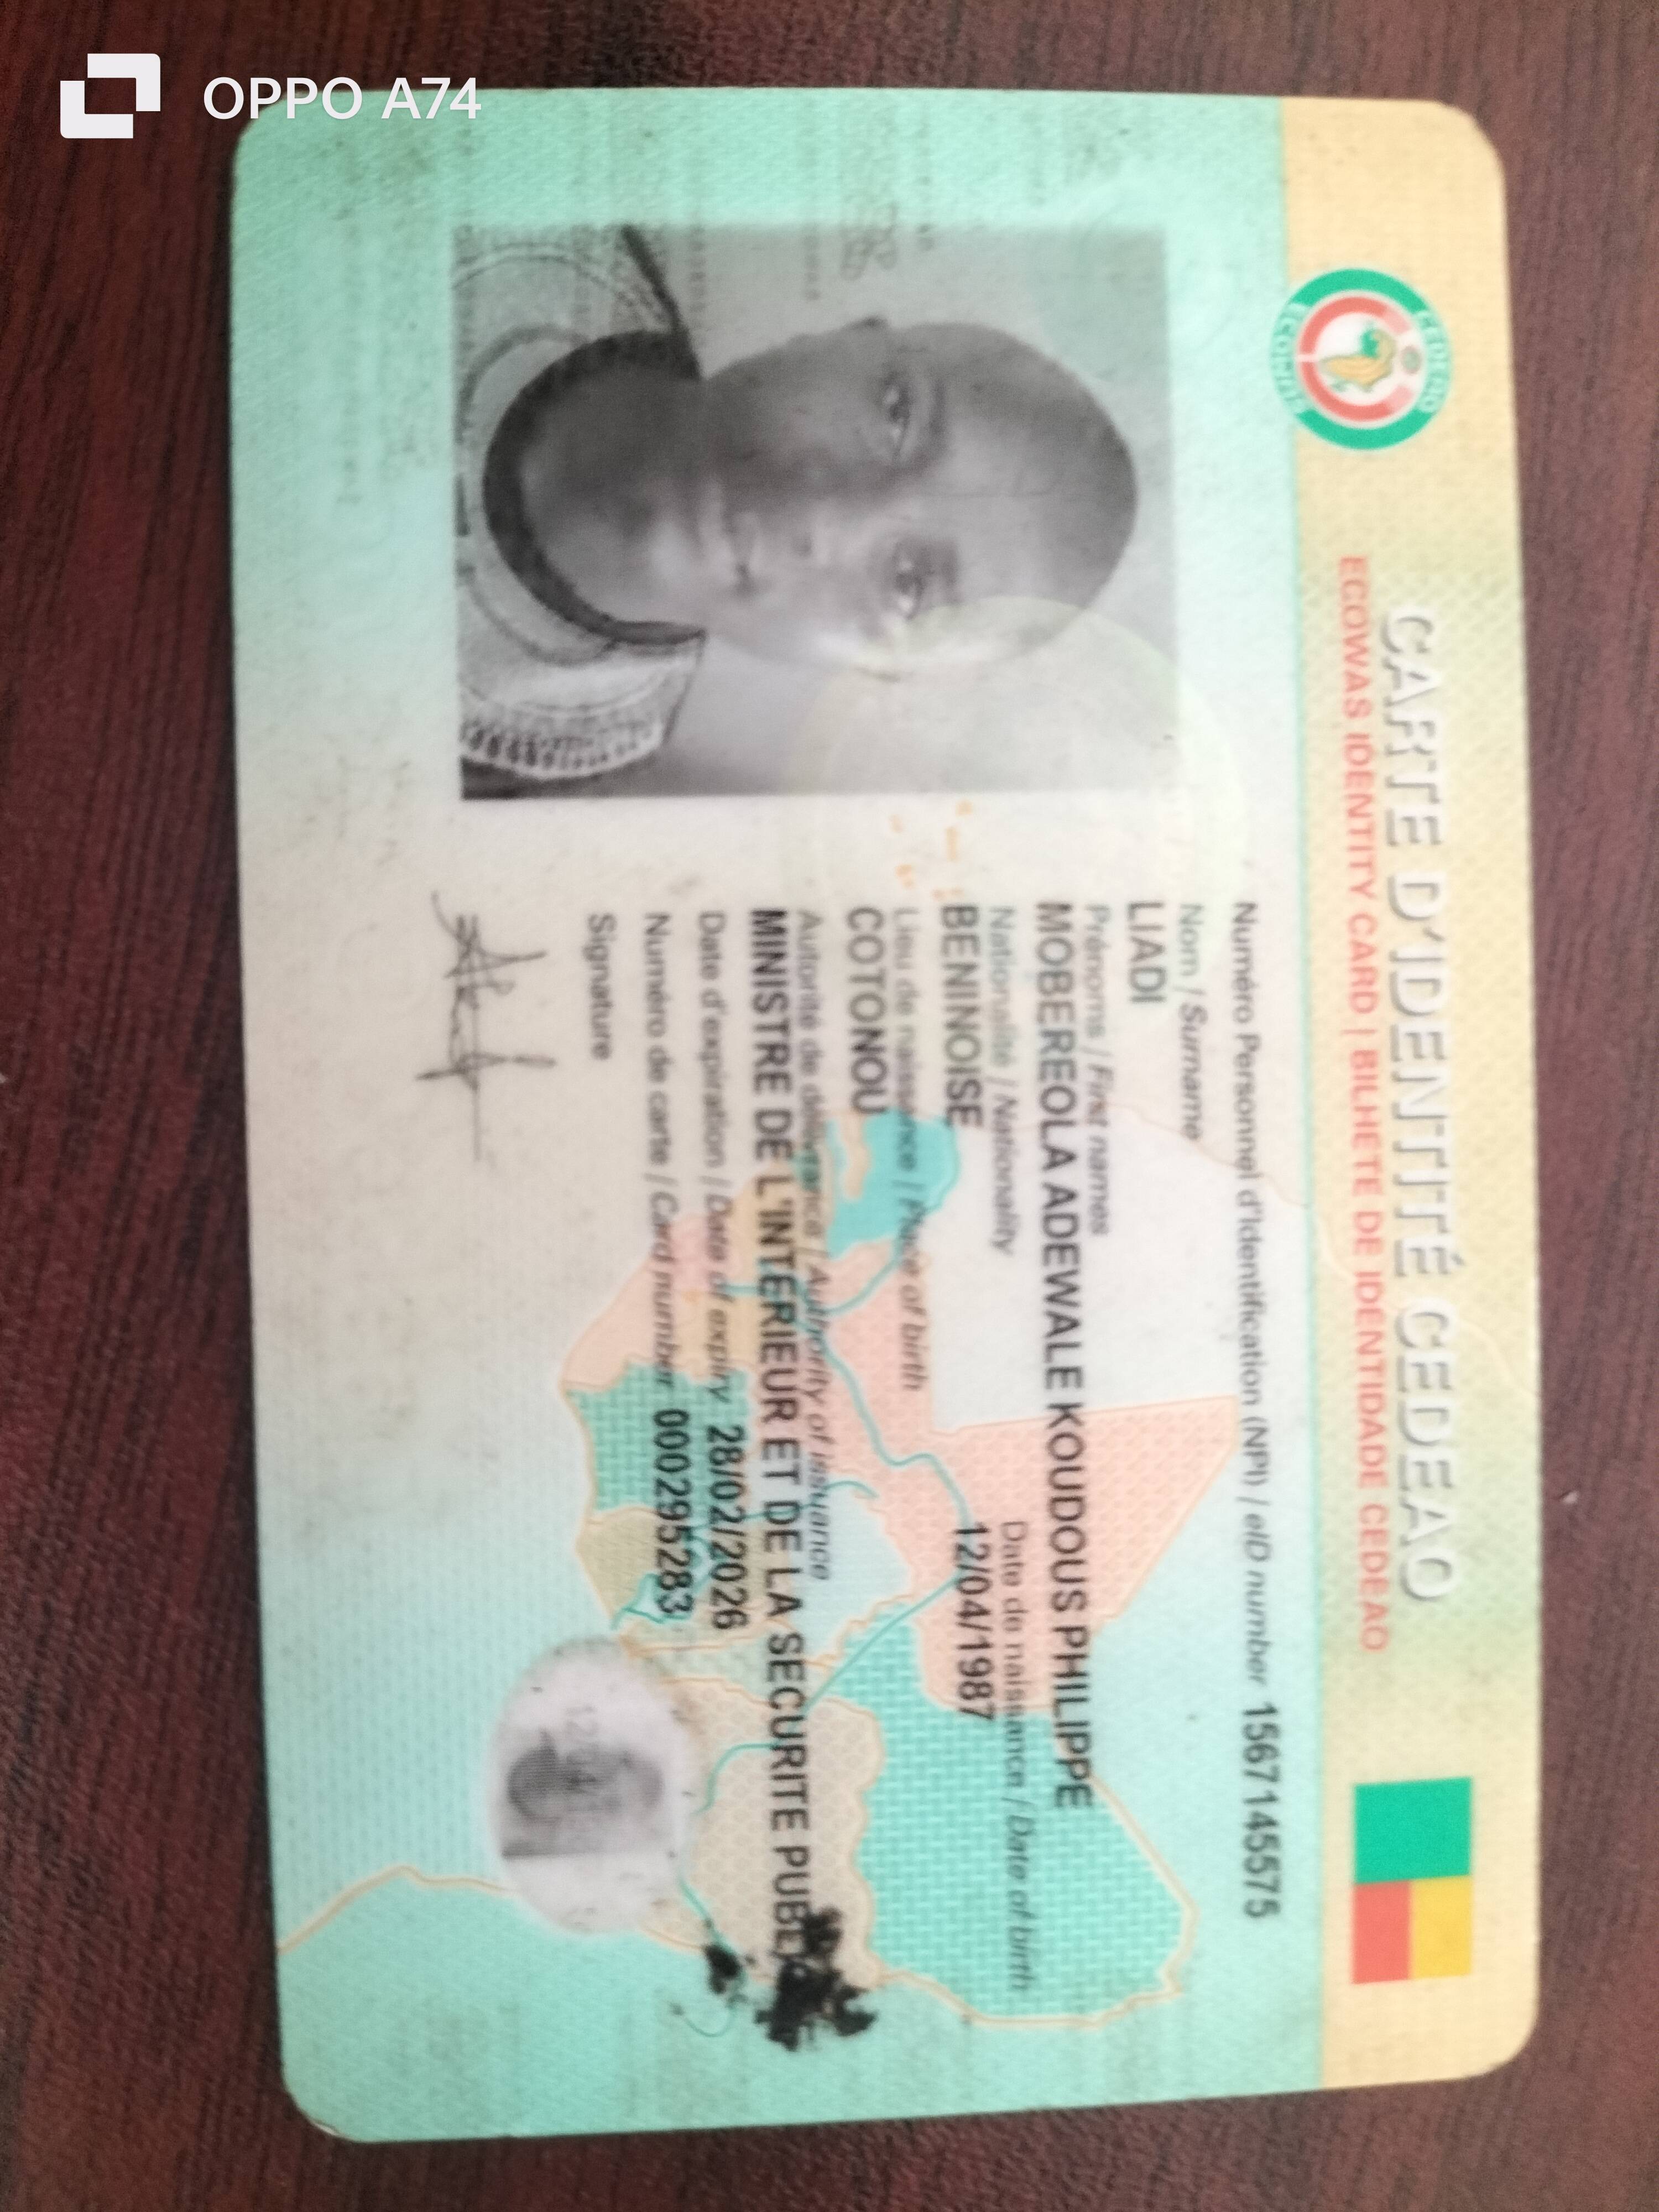 OPPO A74
CARTE D'IDENTITÉ CEDEAO
ECOWAS IDENTITY CARD | BILHETE DE IDENTIDADE CEDEAO
CEDEAO
ECOWAS
Numéro Personnel d'Identification (NPI) / eID number 1567145575
Nom / Surname
LIADI
Prénoms / First names
MOBEREOLA ADEWALE KOUDOUS PHILIPPE
Nationalité / Nationality
Date de naissance / Date of birth
BENINOISE
12/04/1987
Lieu de naissance / Place of birth
COTONOU
Autorité de délivrance / Authority of issuance
MINISTRE DE L'INTERIEUR ET DE LA SECURITE
Date d'expiration / Date of expiry 28/02/2026
Numéro de carte / Card number 000295283
Signature